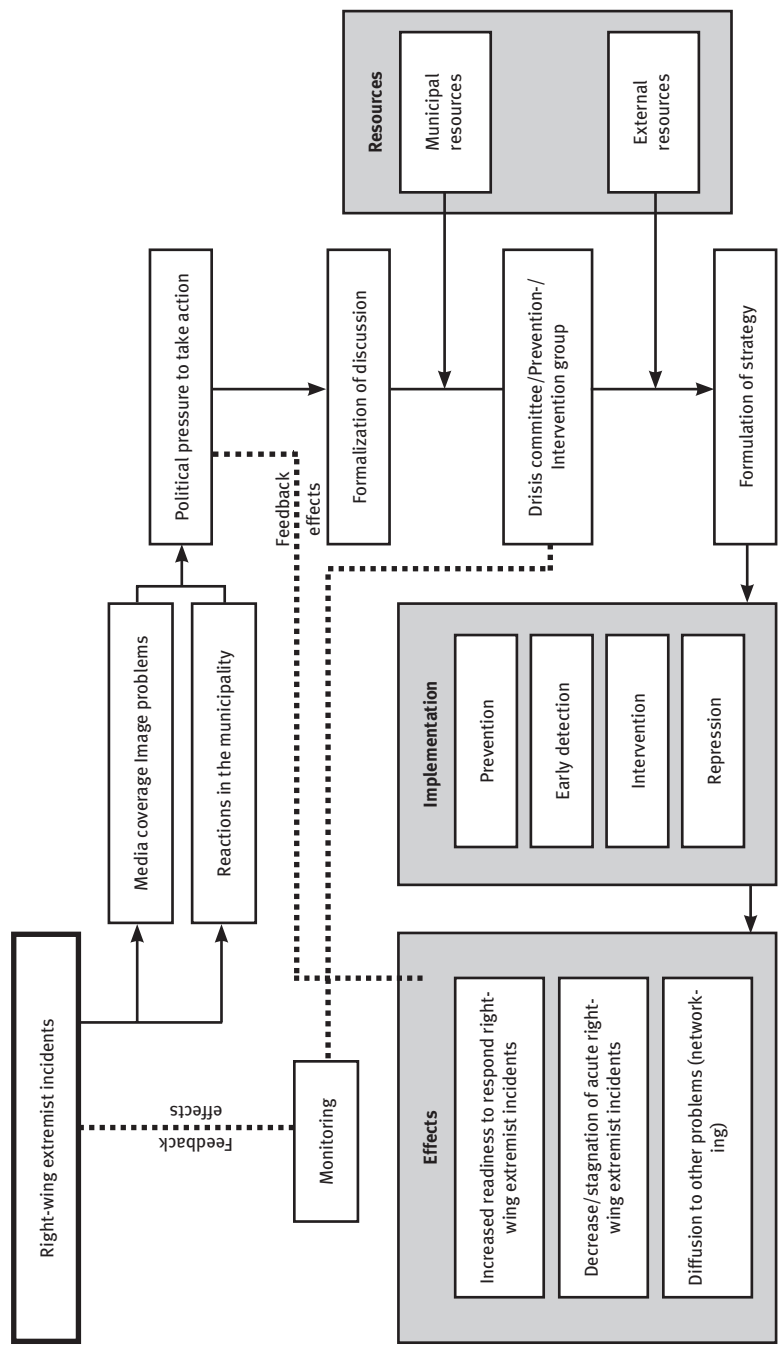 Right-wing extremist incidents
Media coverage Image problems
Reactions in the municipality
Political pressure to take action
Feedback
effects
Feedback
effects
Monitoring
Formalization of discussion
Drisis committee/Prevention-/
Intervention group
Formulation of strategy
Resources
Municipal
resources
External
resources
Implementation
Prevention
Early detection
Intervention
Repression
Effects
Increased readiness to respond right-
wing extremist incidents
Decrease/stagnation of acute right-
wing extremist incidents
Diffusion to other problems (network-
ing)